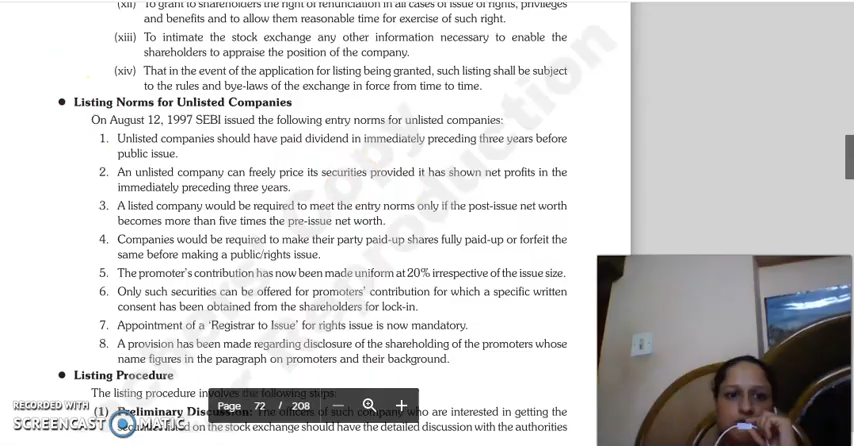 (xii) To grant to shareholders the right of renunciation in all cases of issue of rights, privileges
and benefits and to allow them reasonable time for exercise of such right.
(xiii) To intimate the stock exchange any other information necessary to enable the
shareholders to appraise the position of the company.
(xiv) That in the event of the application for listing being granted, such listing shall be subject
to the rules and bye-laws of the exchange in force from time to time.
● Listing Norms for Unlisted Companies
On August 12, 1997 SEBI issued the following entry norms for unlisted companies:
1. Unlisted companies should have paid dividend in immediately preceding three years before
public issue.
2. An unlisted company can freely price its securities provided it has shown net profits in the
immediately preceding three years.
3. A listed company would be required to meet the entry norms only if the post-issue net worth
becomes more than five times the pre-issue net worth.
4. Companies would be required to make their party paid-up shares fully paid-up or forfeit the
same before making a public/rights issue.
5. The promoter's contribution has now been made uniform at 20% irrespective of the issue size.
6. Only such securities can be offered for promoters' contribution for which a specific written
consent has been obtained from the shareholders for lock-in.
7. Appointment of a 'Registrar to Issue' for rights issue is now mandatory.
8. A provision has been made regarding disclosure of the shareholding of the promoters whose
name figures in the paragraph on promoters and their background.
● Listing Procedure
The listing procedure involves the following steps:
(1) Preliminary Discussion: The officers of such company who are interested in getting the
securities listed on the stock exchange should have the detailed discussion with the authorities
Page 72 / 208
RECORDED WITH
SCREENCAST MATIC